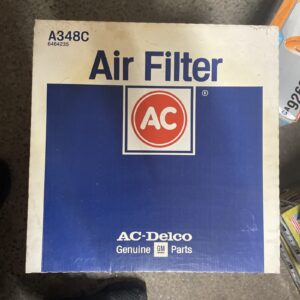 A348C
6484235
Air Filter
AC
®
AC-Delco
Genuine GM Parts